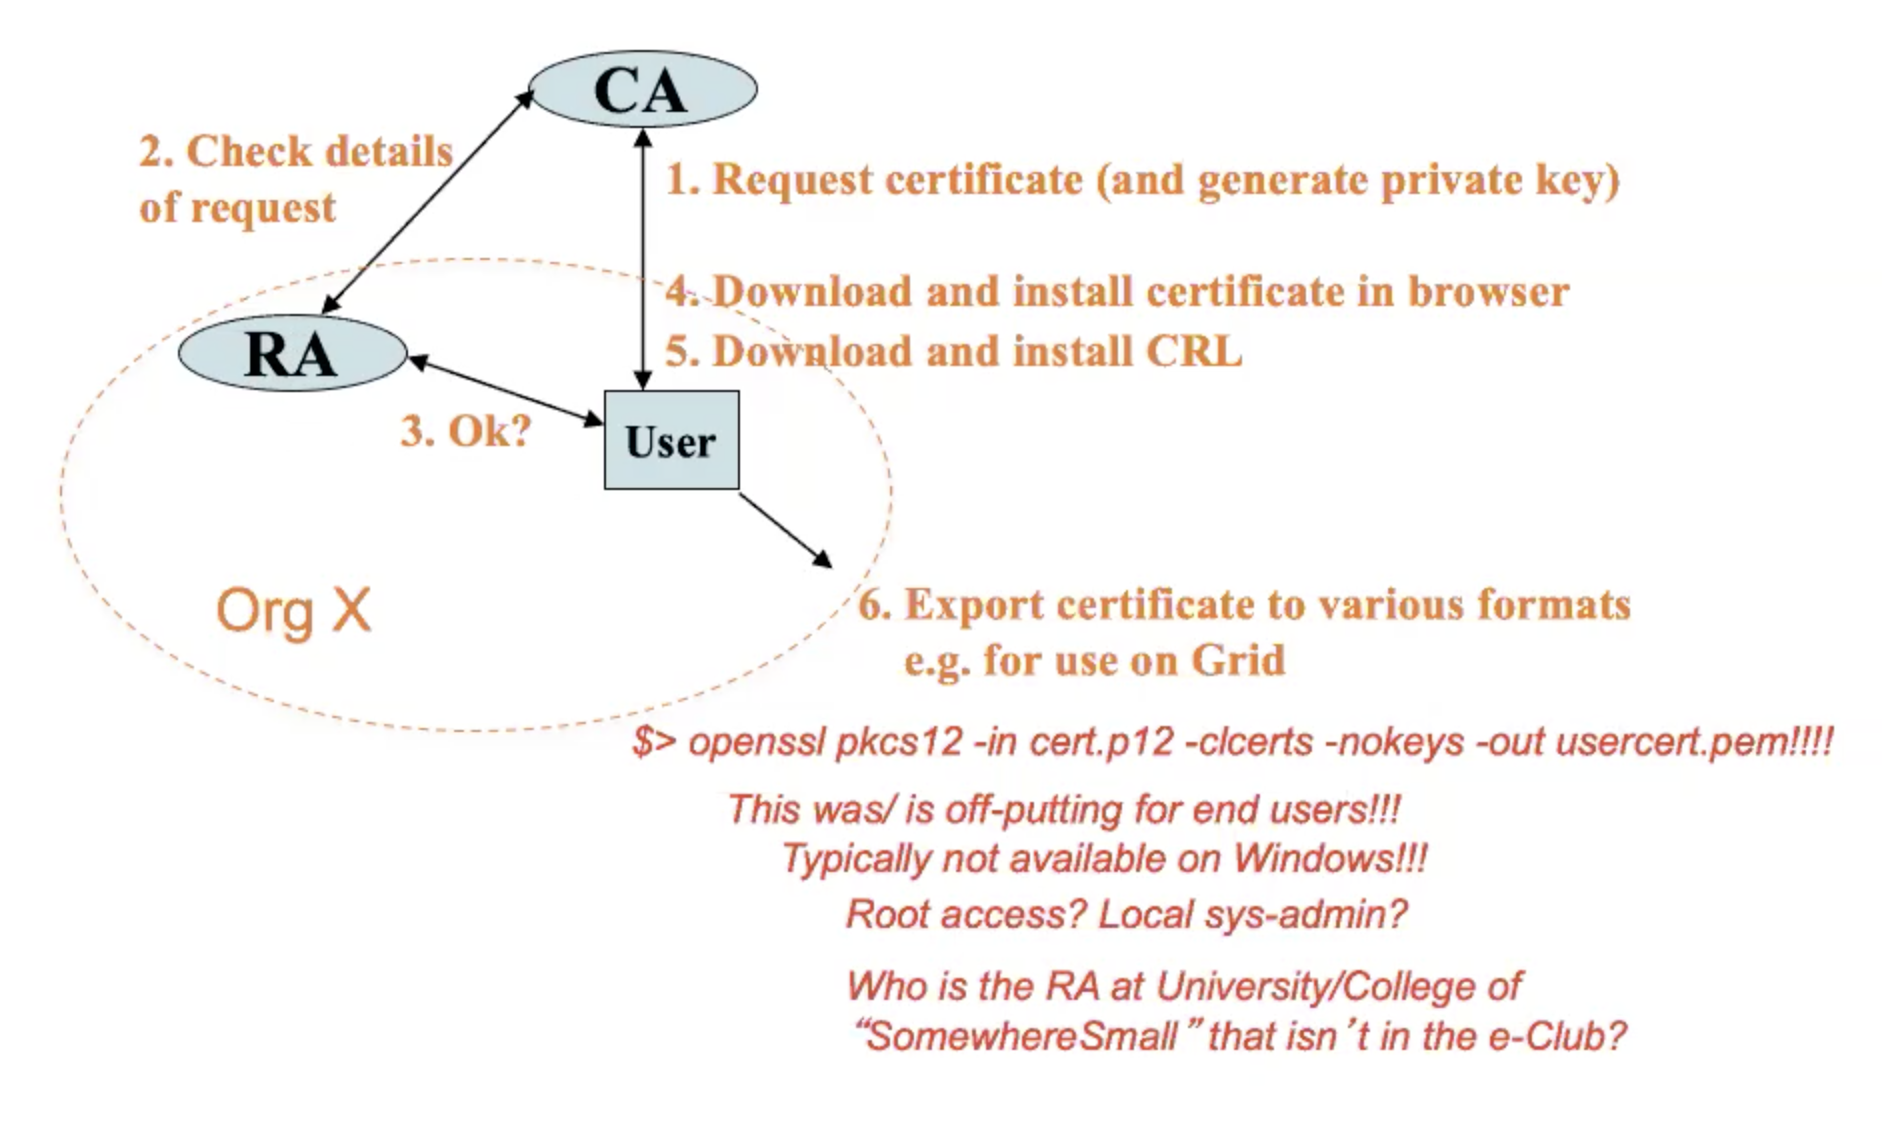 CA
2. Check details
of request
1. Request certificate (and generate private key)
4. Download and install certificate in browser
5. Download and install CRL
RA
3. Ok?
User
Org X
6. Export certificate to various formats
e.g. for use on Grid
$> openssl pkcs12 -in cert.p12 -clcerts -nokeys -out usercert.pem!!!!
This was/ is off-putting for end users!!!
Typically not available on Windows!!!
Root access? Local sys-admin?
Who is the RA at University/College of
“SomewhereSmall” that isn’t in the e-Club?